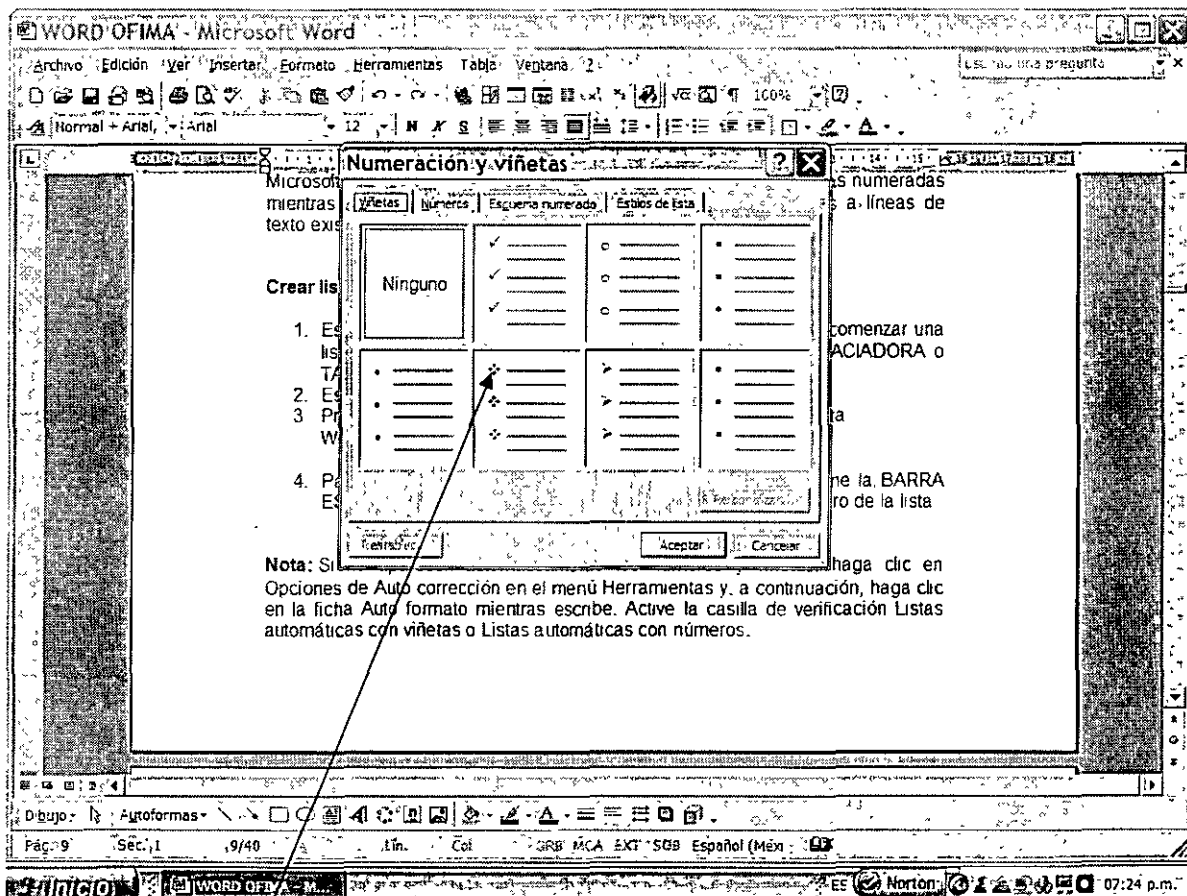 WORD OFIMA - Microsoft Word
Archivo Edición Ver Insertar Formato Herramientas Tabla Ventana ?
100%
Normal + Arial, Arial 12 N K S
Numeración y viñetas
Microsof s numeradas
mientras s a líneas de
texto exis
Viñetas Números Esquema numerado Estilos de lista
Ninguno
Crear lis
1. Es comenzar una
lis ACIADORA o
TA
2. Es
3 Pr ra
W
4. Pa ne la BARRA
ES ro de la lista
Aceptar Cancelar
Nota: Si haga clic en
Opciones de Auto corrección en el menú Herramientas y, a continuación, haga clic
en la ficha Auto formato mientras escribe. Active la casilla de verificación Listas
automáticas con viñetas o Listas automáticas con números.
Dibujo Autoformas
Pág. 9 Sec. 1 9/40 Lín. Col GRB MCA EXT SOB Español (Méxi
Inicio WORD OFIMA - M... Norton 07:24 p.m.